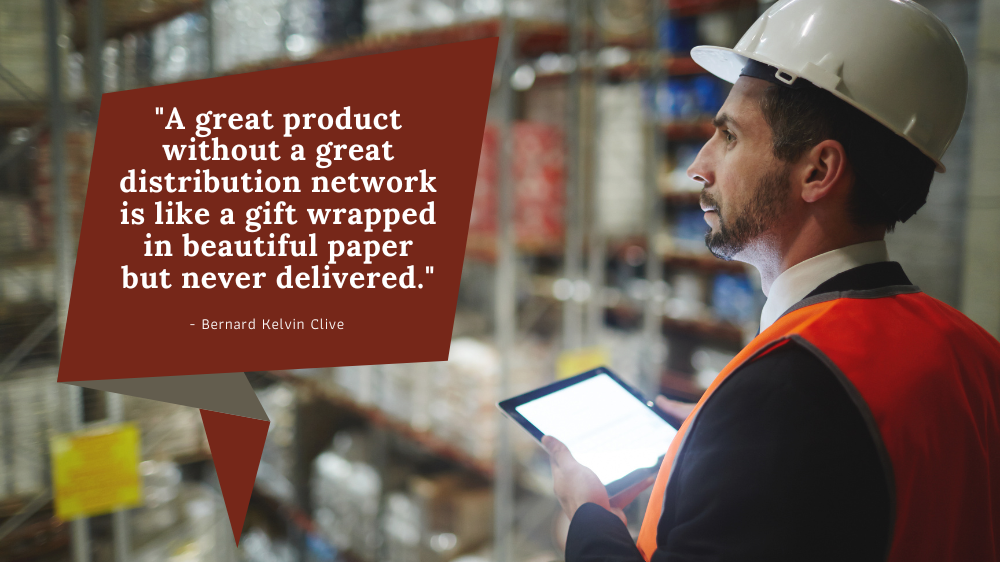 "A great product
without a great
distribution network
is like a gift wrapped
in beautiful paper
but never delivered."
- Bernard Kelvin Clive